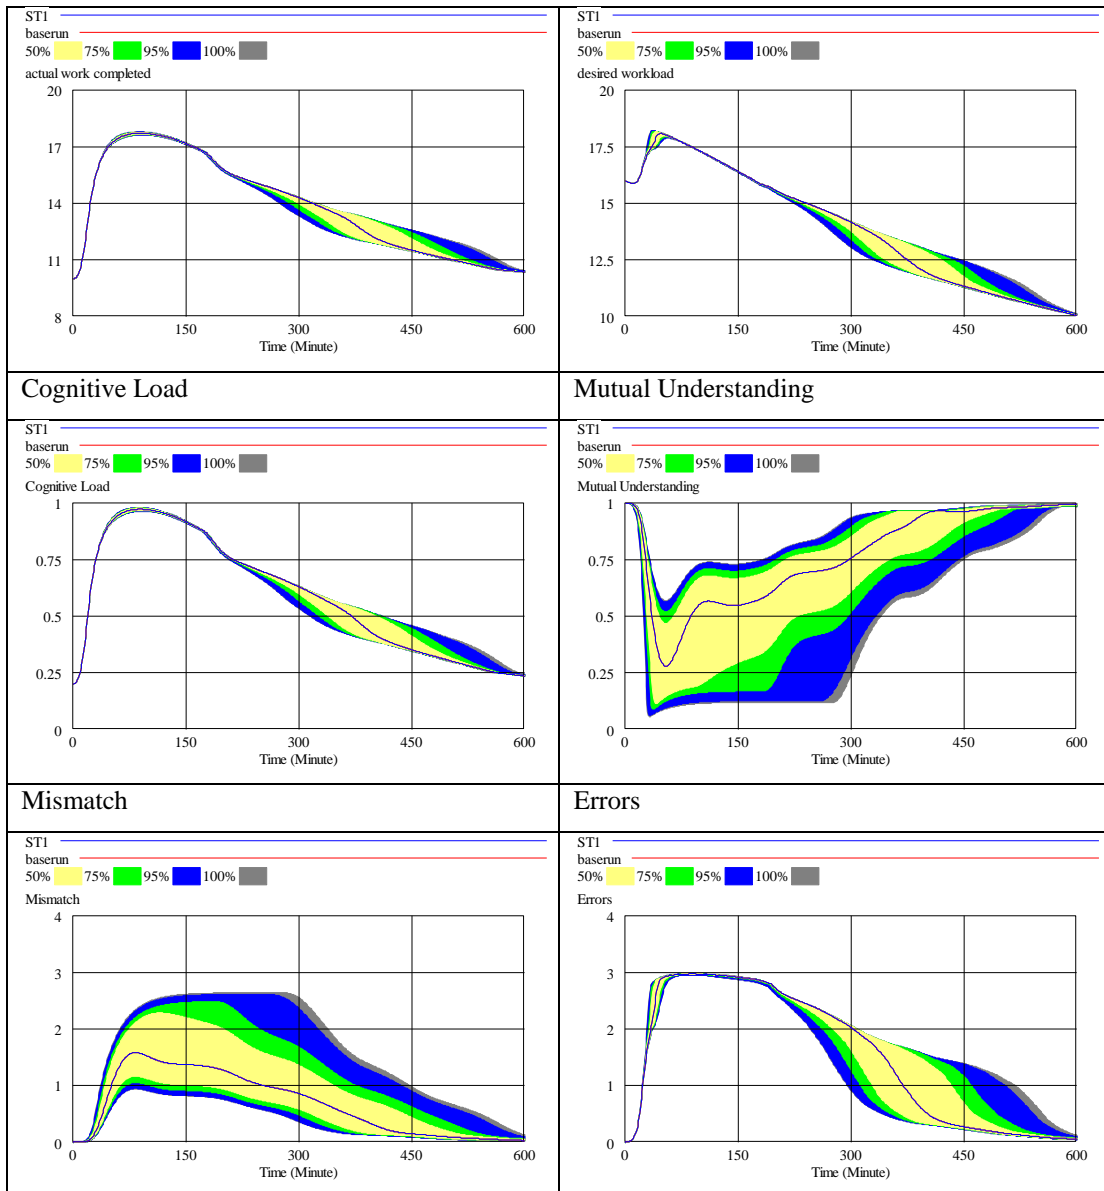 ST1
baserun
50% 75% 95% 100%
actual work completed
20
17
14
11
8
0 150 300 450 600
Time (Minute)
ST1
baserun
50% 75% 95% 100%
desired workload
20
17.5
15
12.5
10
0 150 300 450 600
Time (Minute)
Cognitive Load
Mutual Understanding
ST1
baserun
50% 75% 95% 100%
Cognitive Load
1
0.75
0.5
0.25
0
0 150 300 450 600
Time (Minute)
ST1
baserun
50% 75% 95% 100%
Mutual Understanding
1
0.75
0.5
0.25
0
0 150 300 450 600
Time (Minute)
Mismatch
Errors
ST1
baserun
50% 75% 95% 100%
Mismatch
4
3
2
1
0
0 150 300 450 600
Time (Minute)
ST1
baserun
50% 75% 95% 100%
Errors
4
3
2
1
0
0 150 300 450 600
Time (Minute)